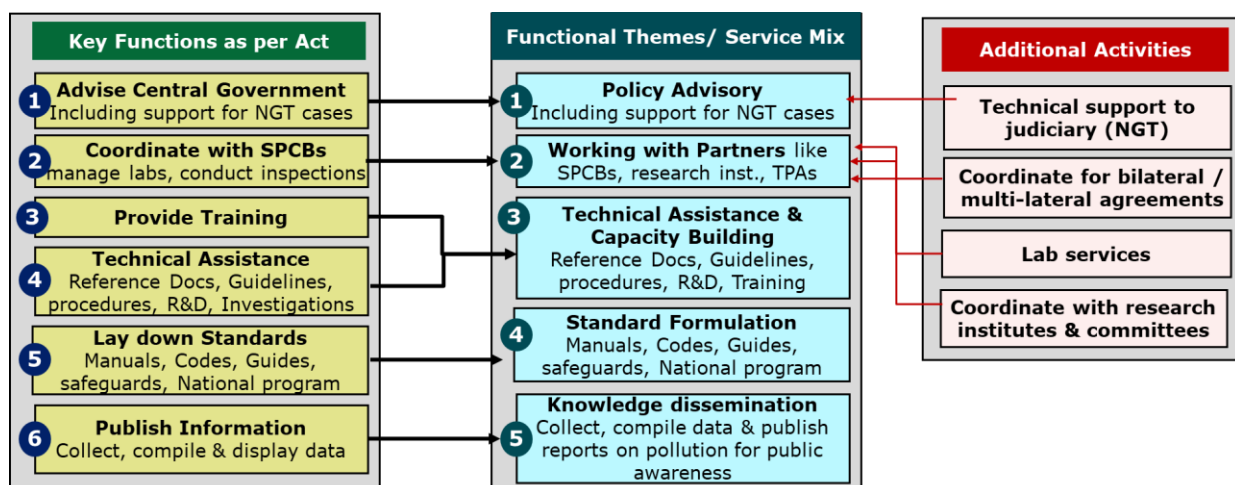 Key Functions as per Act
1
Advise Central Government
Including support for NGT cases
2
Coordinate with SPCBs
manage labs, conduct inspections
3
Provide Training
4
Technical Assistance
Reference Docs, Guidelines,
procedures, R&D, Investigations
5
Lay down Standards
Manuals, Codes, Guides,
safeguards, National program
6
Publish Information
Collect, compile & display data
Functional Themes/ Service Mix
1
Policy Advisory
Including support for NGT cases
2
Working with Partners like
SPCBs, research inst., TPAs
3
Technical Assistance &
Capacity Building
Reference Docs, Guidelines,
procedures, R&D, Training
4
Standard Formulation
Manuals, Codes, Guides,
safeguards, National program
5
Knowledge dissemination
Collect, compile data & publish
reports on pollution for public
awareness
Additional Activities
Technical support to
judiciary (NGT)
Coordinate for bilateral /
multi-lateral agreements
Lab services
Coordinate with research
institutes & committees